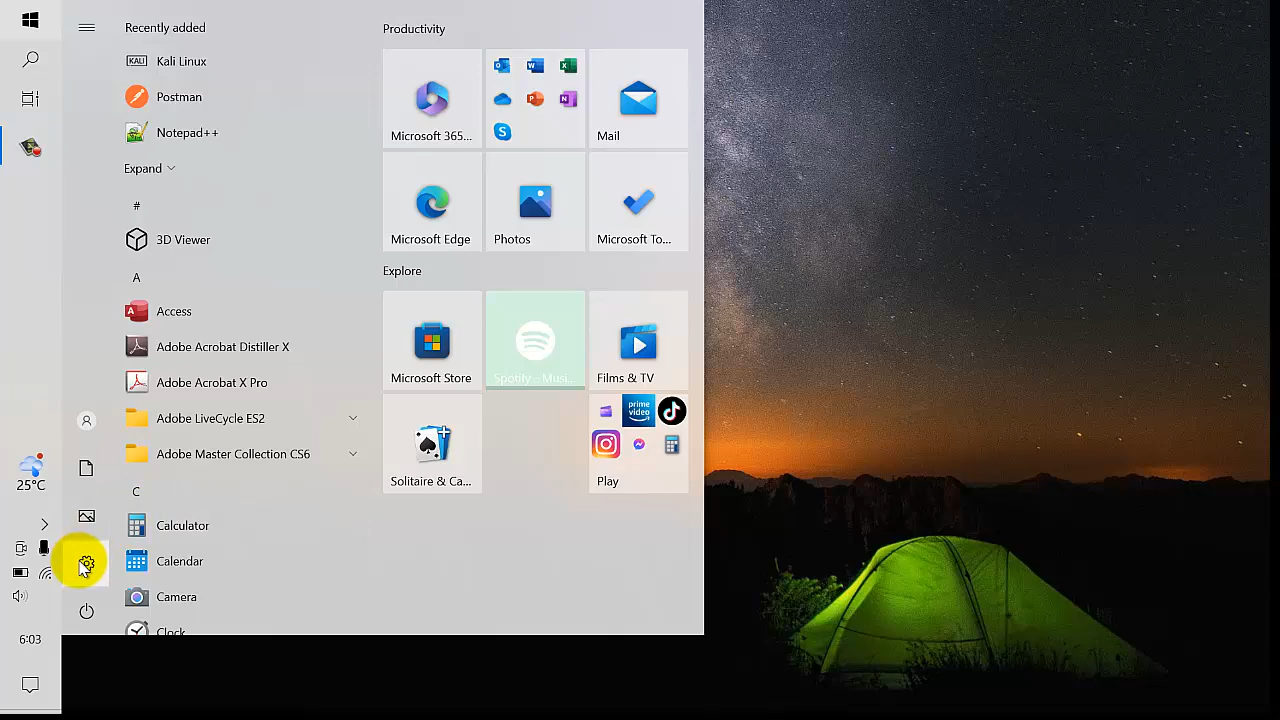 Recently added
KALI
Kali Linux
Postman
Notepad++
Expand
#
3D Viewer
A
Access
Adobe Acrobat Distiller X
Adobe Acrobat X Pro
Adobe LiveCycle ES2
Adobe Master Collection CS6
C
Calculator
Calendar
Camera
Clock
Productivity
Microsoft 365...
Mail
Microsoft Edge
Photos
Microsoft To...
Explore
Microsoft Store
Spotify - Musi...
Films & TV
Solitaire & Ca...
prime
video
Play
25°C
6:03